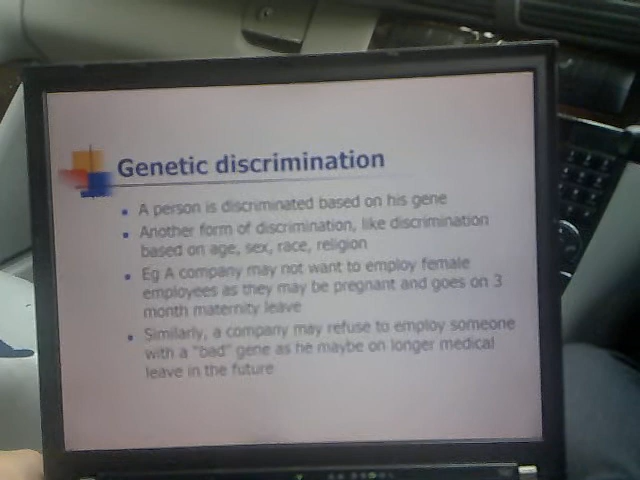 Genetic discrimination
A person is discriminated based on his gene
Another form of discrimination, like discrimination
based on age, sex, race, religion
Eg A company may not want to employ female
employees as they may be pregnant and goes on 3
month maternity leave
Similarly, a company may refuse to employ someone
with a "bad" gene as he maybe on longer medical
leave in the future